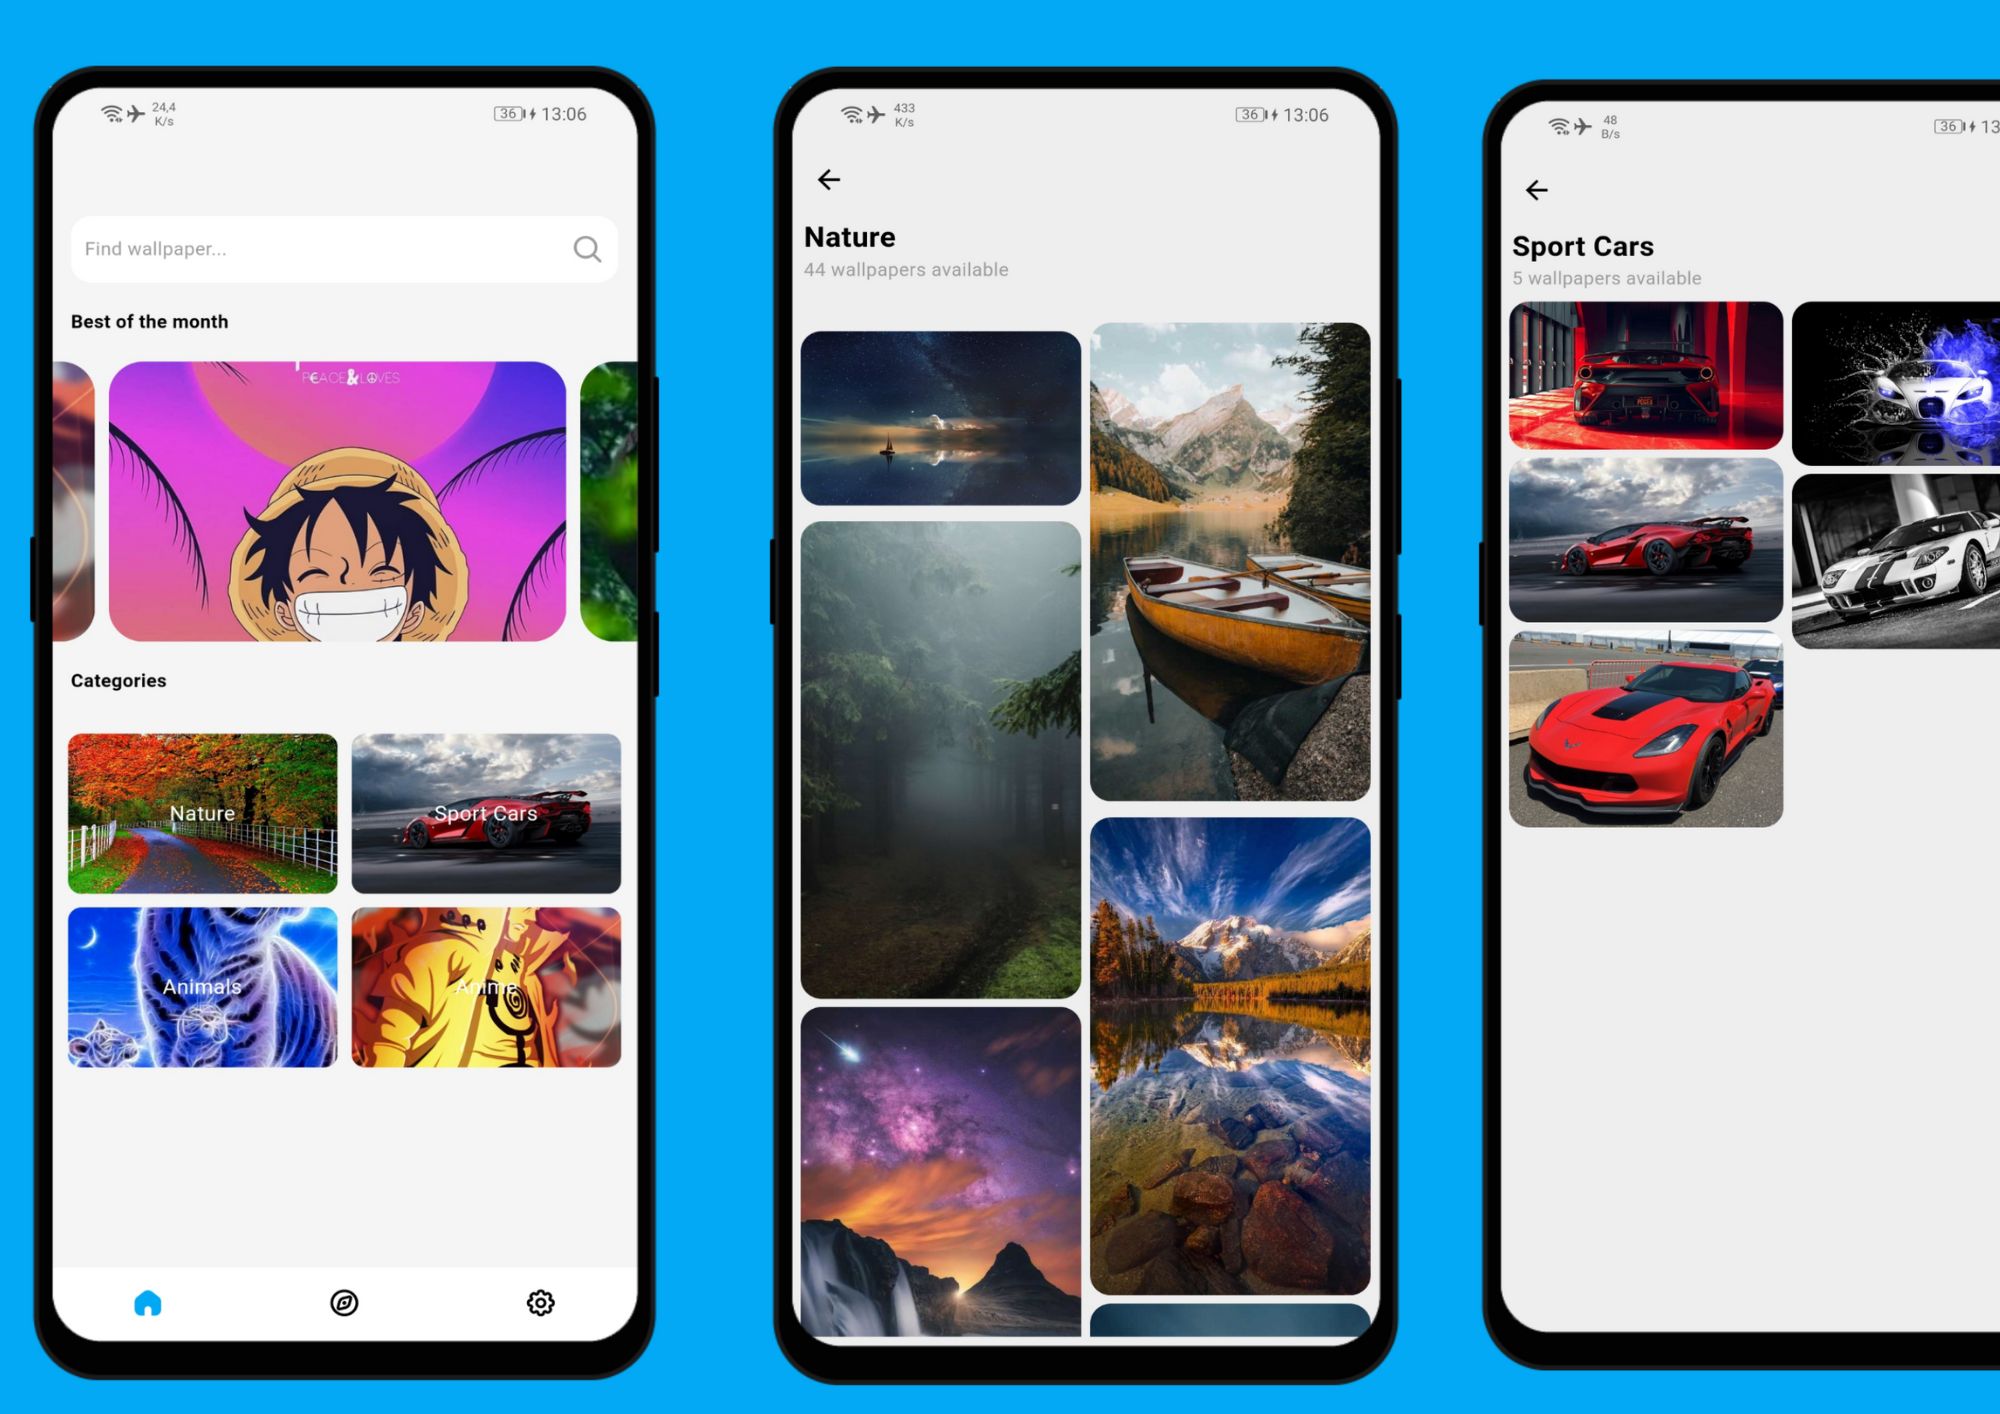 24,4
K/s
36
13:06
Find wallpaper...
Best of the month
PEACE&LOVES
Categories
Nature
Sport Cars
Animals
Anime
433
K/s
36
13:06
Nature
44 wallpapers available
48
B/s
36
13
Sport Cars
5 wallpapers available